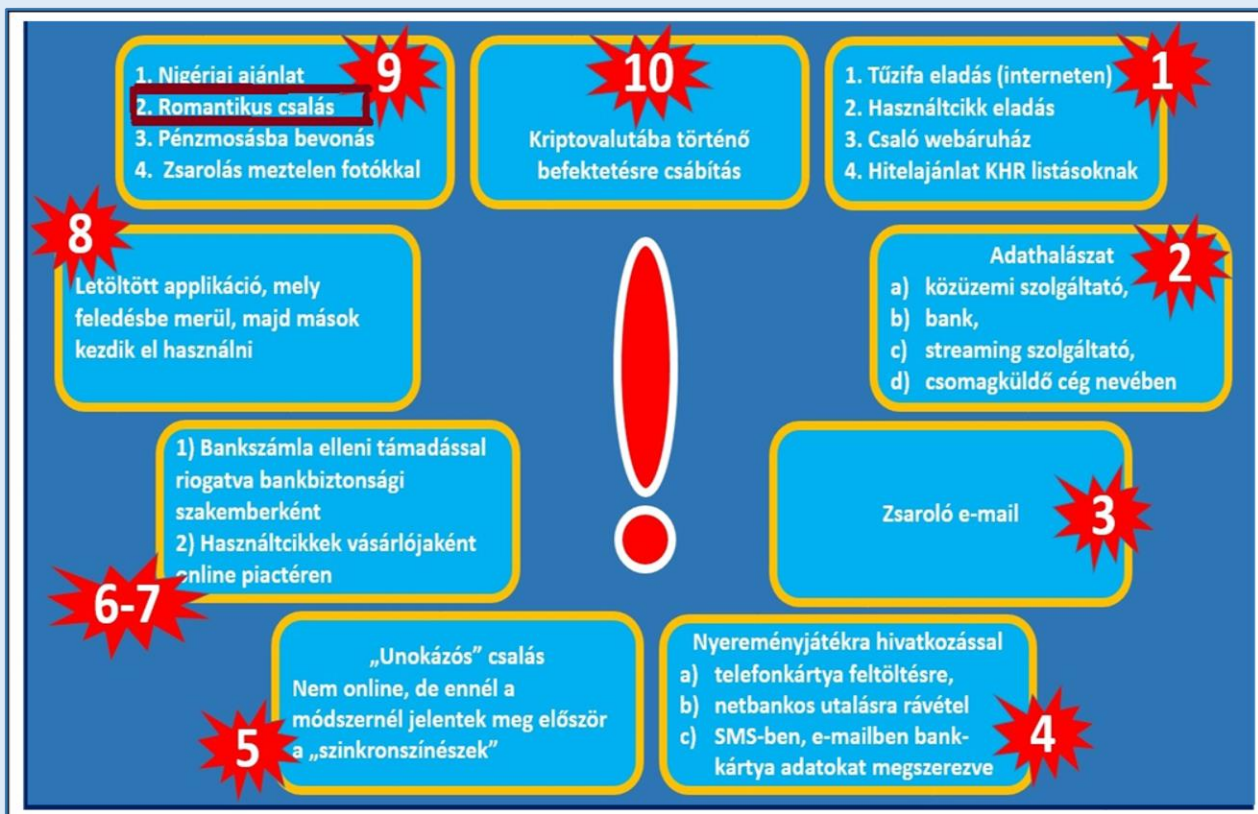 1. Nigériai ajánlat
2. Romantikus csalás
3. Pénzmosásba bevonás
4. Zsarolás meztelen fotókkal
9
10
Kriptovalutába történő
befektetésre csábítás
1. Tűzifa eladás (interneten)
2. Használtcikk eladás
3. Csaló webáruház
4. Hitelajánlat KHR listásoknak
1
8
Letöltött applikáció, mely
feledésbe merül, majd mások
kezdik el használni
Adathalászat
a) közüzemi szolgáltató,
b) bank,
c) streaming szolgáltató,
d) csomagküldő cég nevében
2
1) Bankszámla elleni támadással
riogatva bankbiztonsági
szakemberként
2) Használtcikkek vásárlójaként
online piactéren
6-7
Zsaroló e-mail
3
„Unokázós” csalás
Nem online, de ennél a
módszernél jelentek meg először
a „szinkronszínészek”
5
Nyereményjátékra hivatkozással
a) telefonkártya feltöltésre,
b) netbankos utalásra rávétel
c) SMS-ben, e-mailben bank-
kártya adatokat megszerezve
4